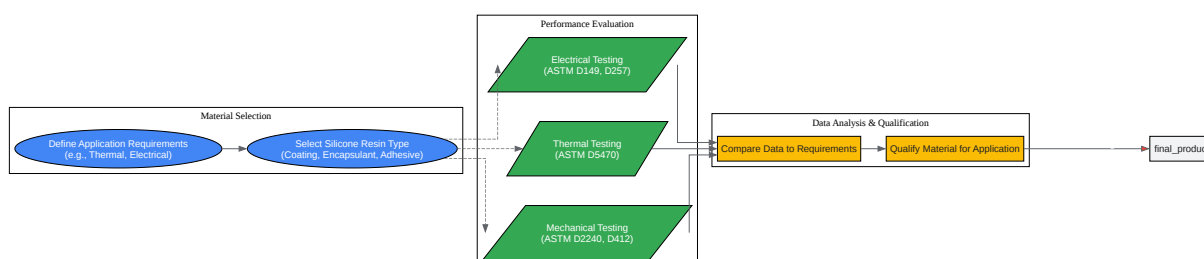 Material Selection
Define Application Requirements
(e.g., Thermal, Electrical)
Select Silicone Resin Type
(Coating, Encapsulant, Adhesive)
Performance Evaluation
Electrical Testing
(ASTM D149, D257)
Thermal Testing
(ASTM D5470)
Mechanical Testing
(ASTM D2240, D412)
Data Analysis & Qualification
Compare Data to Requirements
Qualify Material for Application
final_produc